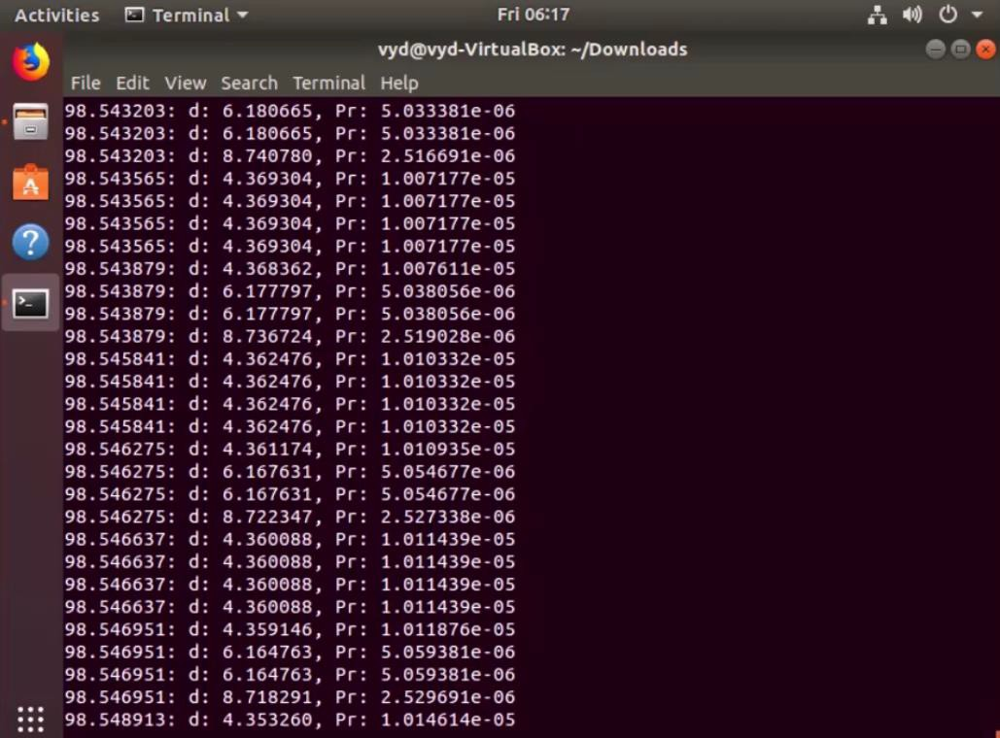 Activities Terminal Fri 06:17
vyd@vyd-VirtualBox: ~/Downloads
File Edit View Search Terminal Help
98.543203: d: 6.180665, Pr: 5.033381e-06
98.543203: d: 6.180665, Pr: 5.033381e-06
98.543203: d: 8.740780, Pr: 2.516691e-06
98.543565: d: 4.369304, Pr: 1.007177e-05
98.543565: d: 4.369304, Pr: 1.007177e-05
98.543565: d: 4.369304, Pr: 1.007177e-05
98.543565: d: 4.369304, Pr: 1.007177e-05
98.543879: d: 4.368362, Pr: 1.007611e-05
98.543879: d: 6.177797, Pr: 5.038056e-06
98.543879: d: 6.177797, Pr: 5.038056e-06
98.543879: d: 8.736724, Pr: 2.519028e-06
98.545841: d: 4.362476, Pr: 1.010332e-05
98.545841: d: 4.362476, Pr: 1.010332e-05
98.545841: d: 4.362476, Pr: 1.010332e-05
98.545841: d: 4.362476, Pr: 1.010332e-05
98.546275: d: 4.361174, Pr: 1.010935e-05
98.546275: d: 6.167631, Pr: 5.054677e-06
98.546275: d: 6.167631, Pr: 5.054677e-06
98.546275: d: 8.722347, Pr: 2.527338e-06
98.546637: d: 4.360088, Pr: 1.011439e-05
98.546637: d: 4.360088, Pr: 1.011439e-05
98.546637: d: 4.360088, Pr: 1.011439e-05
98.546637: d: 4.360088, Pr: 1.011439e-05
98.546951: d: 4.359146, Pr: 1.011876e-05
98.546951: d: 6.164763, Pr: 5.059381e-06
98.546951: d: 6.164763, Pr: 5.059381e-06
98.546951: d: 8.718291, Pr: 2.529691e-06
98.548913: d: 4.353260, Pr: 1.014614e-05